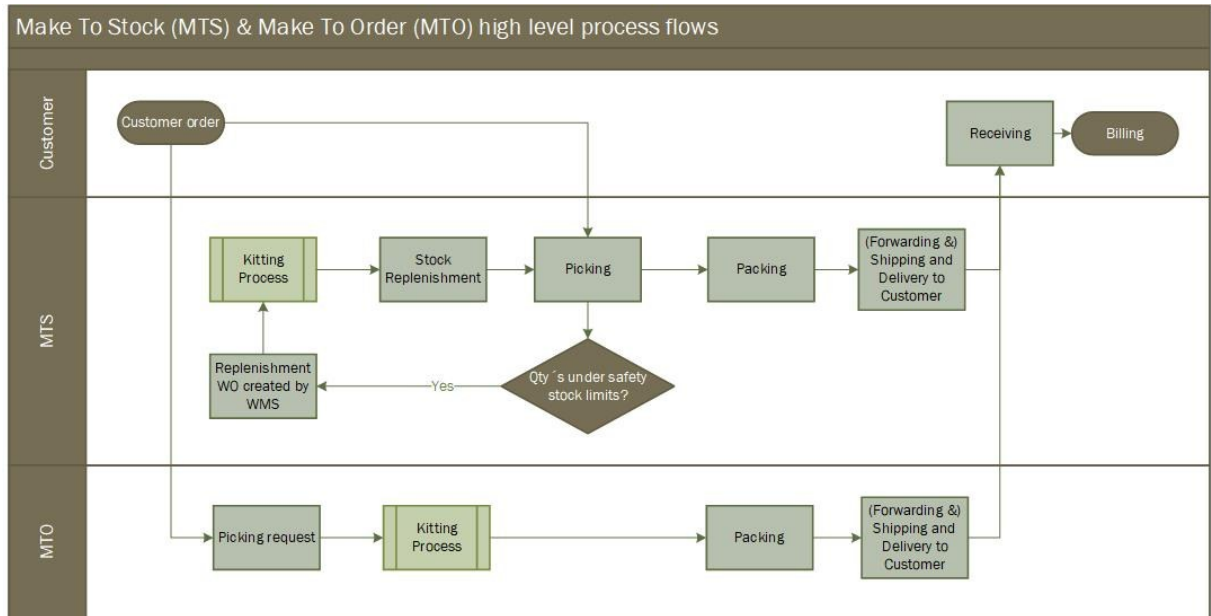 Make To Stock (MTS) & Make To Order (MTO) high level process flows
Customer
Customer order
Receiving
Billing
MTS
Kitting
Process
Stock
Replenishment
Picking
Packing
(Forwarding &)
Shipping and
Delivery to
Customer
Replenishment
WO created by
WMS
Yes
Qty ´s under safety
stock limits?
MTO
Picking request
Kitting
Process
Packing
(Forwarding &)
Shipping and
Delivery to
Customer